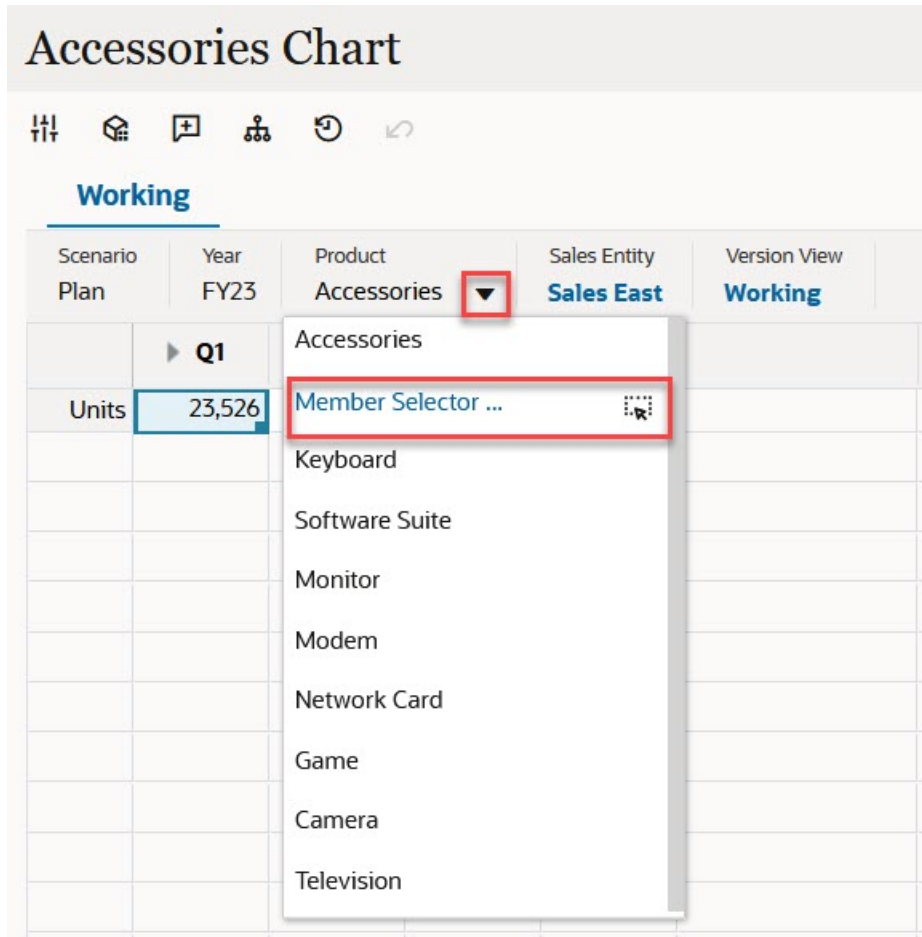 Accessories Chart
Working
Scenario Year Product Sales Entity Version View
Plan FY23 Accessories Sales East Working
Q1
Units 23,526
Accessories
Member Selector ...
Keyboard
Software Suite
Monitor
Modem
Network Card
Game
Camera
Television